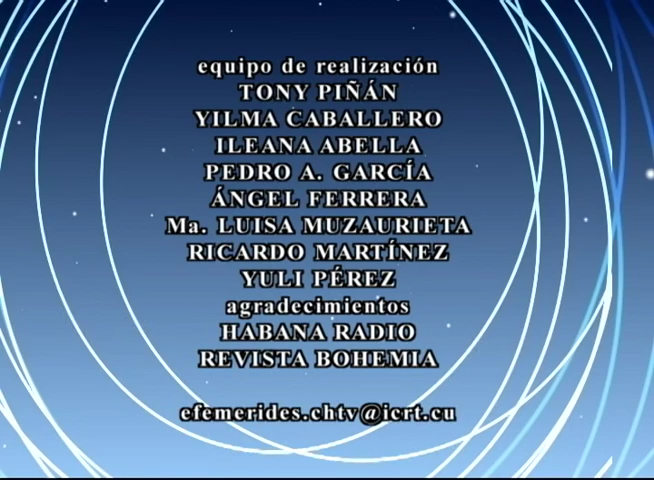 equipo de realización
TONY PIÑÁN
YILMA CABALLERO
ILEANA ABELLA
PEDRO A. GARCÍA
ÁNGEL FERRERA
Ma. LUISA MUZAURIETA
RICARDO MARTÍNEZ
YULI PÉREZ
agradecimientos
HABANA RADIO
REVISTA BOHEMIA
efemerides.chtv@icrt.cu